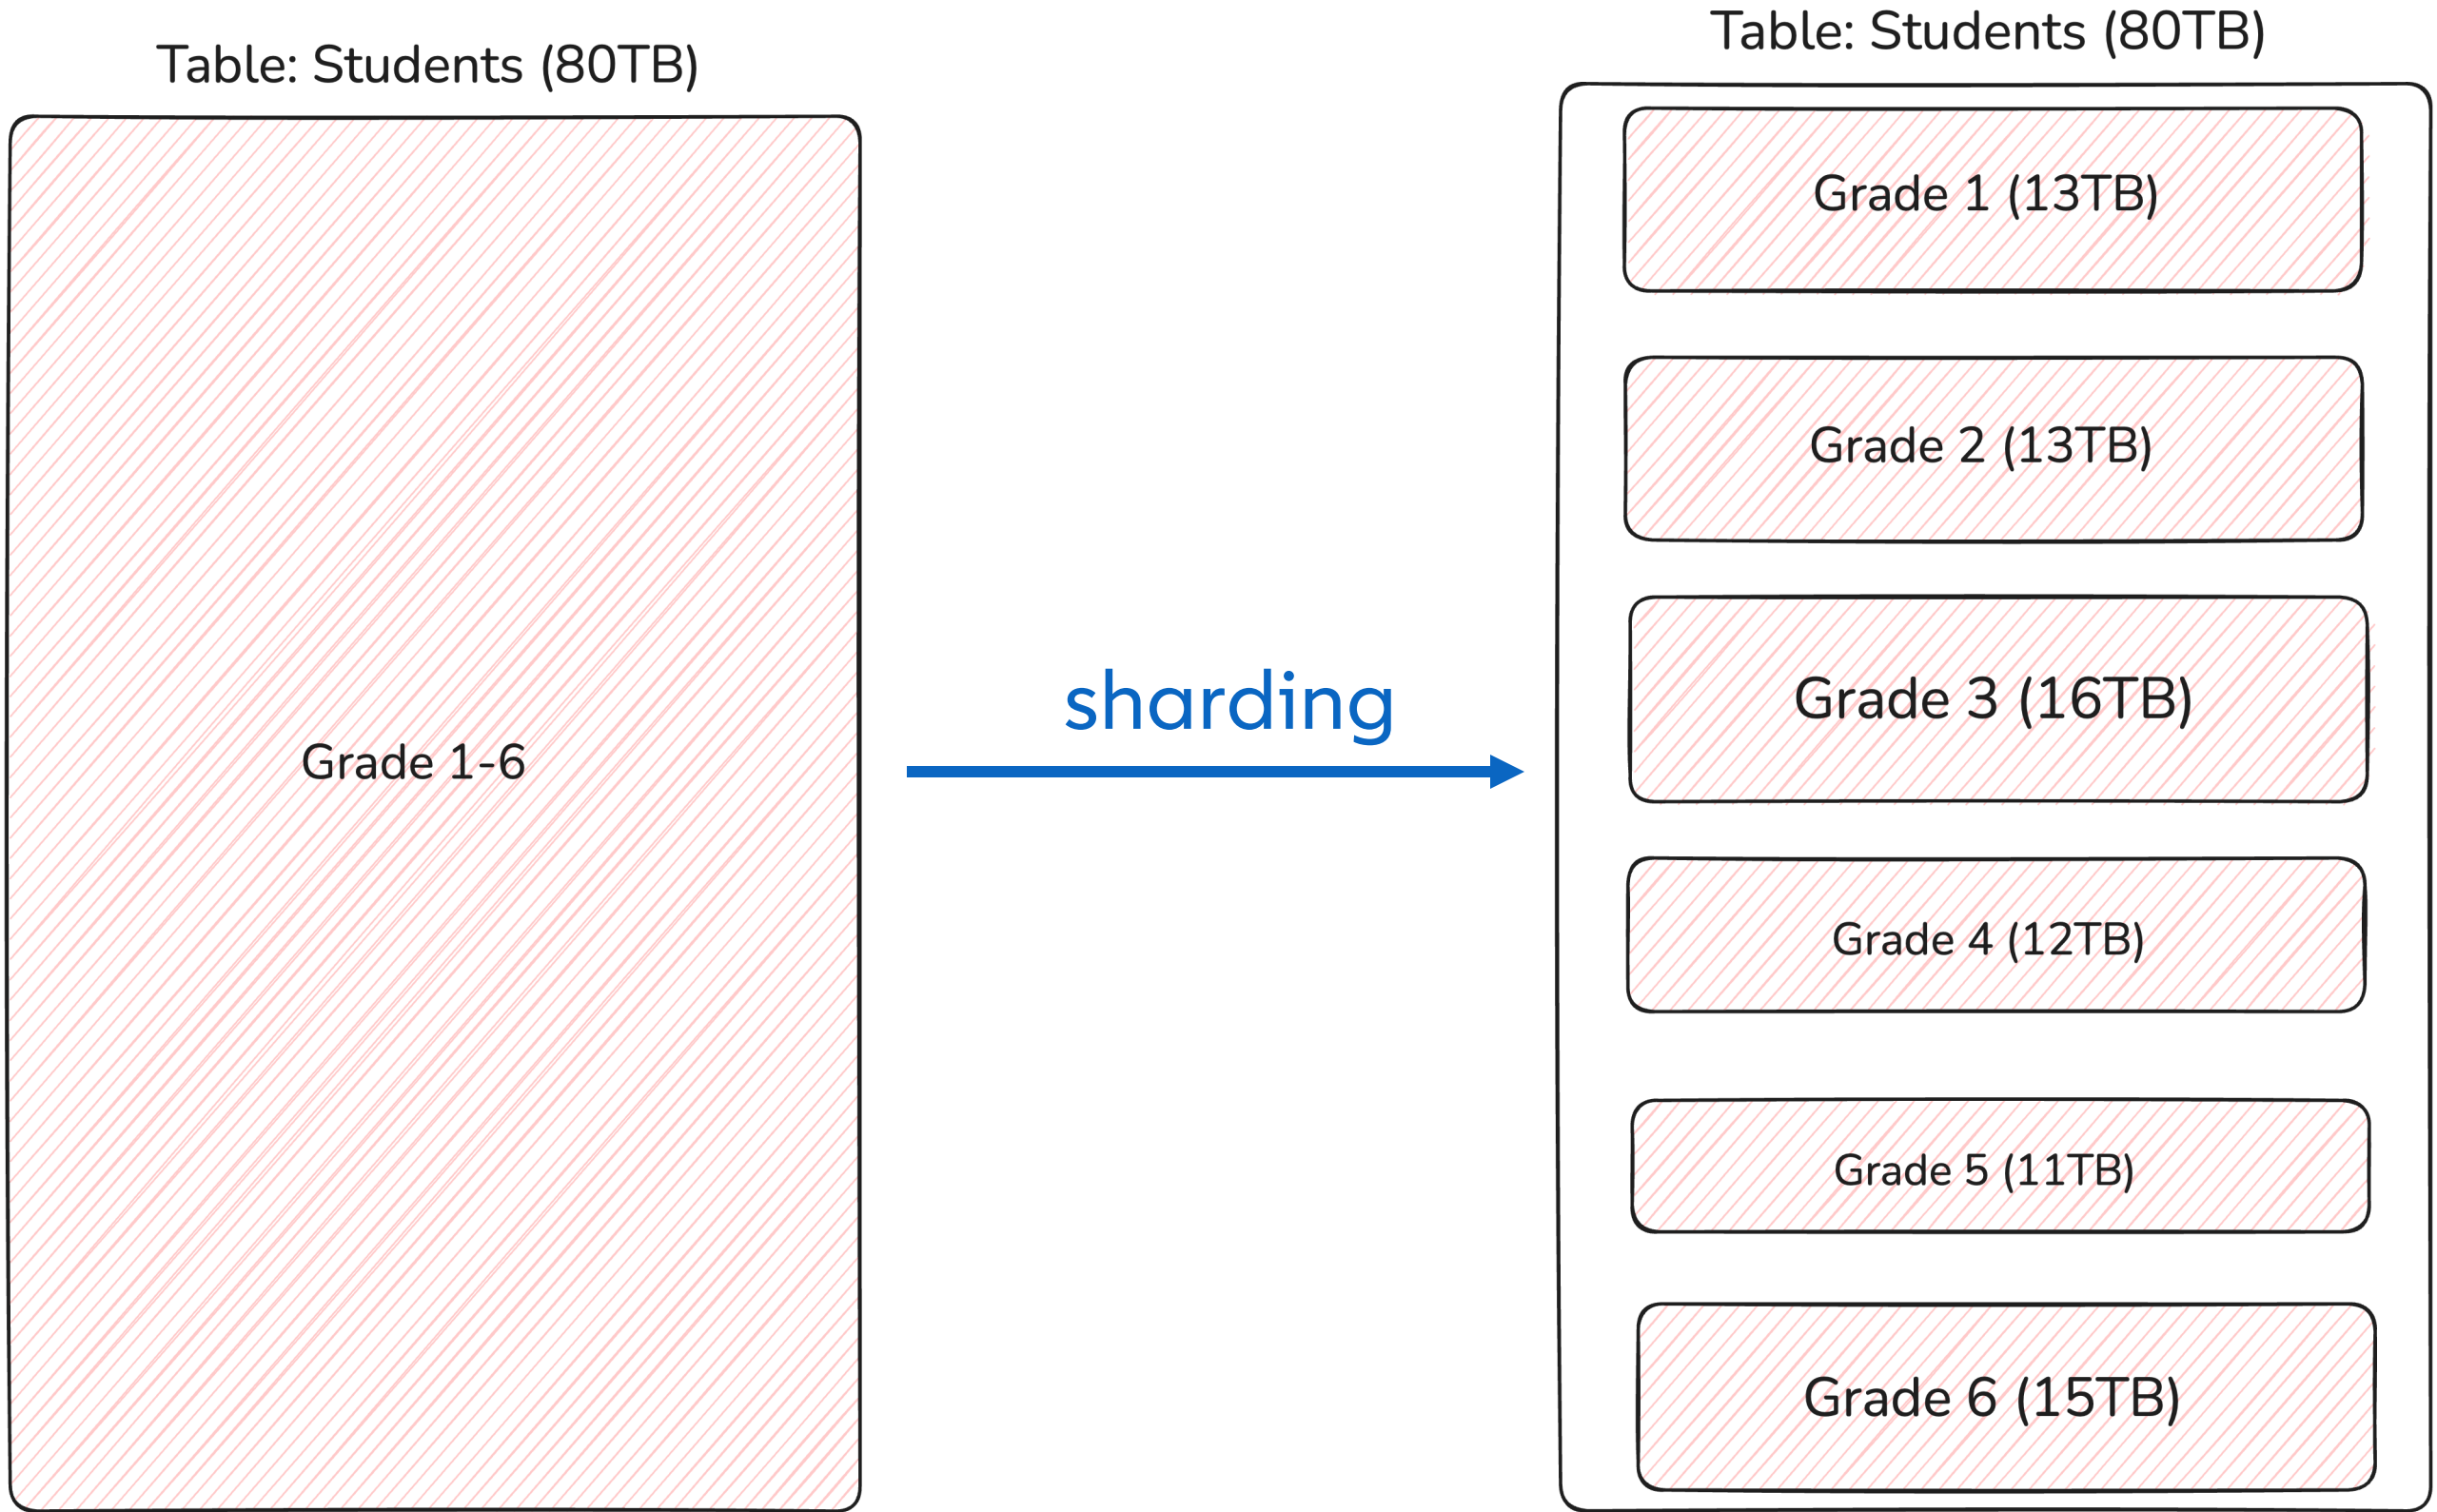 Table: Students (80TB)
Grade 1-6
sharding
Table: Students (80TB)
Grade 1 (13TB)
Grade 2 (13TB)
Grade 3 (16TB)
Grade 4 (12TB)
Grade 5 (11TB)
Grade 6 (15TB)